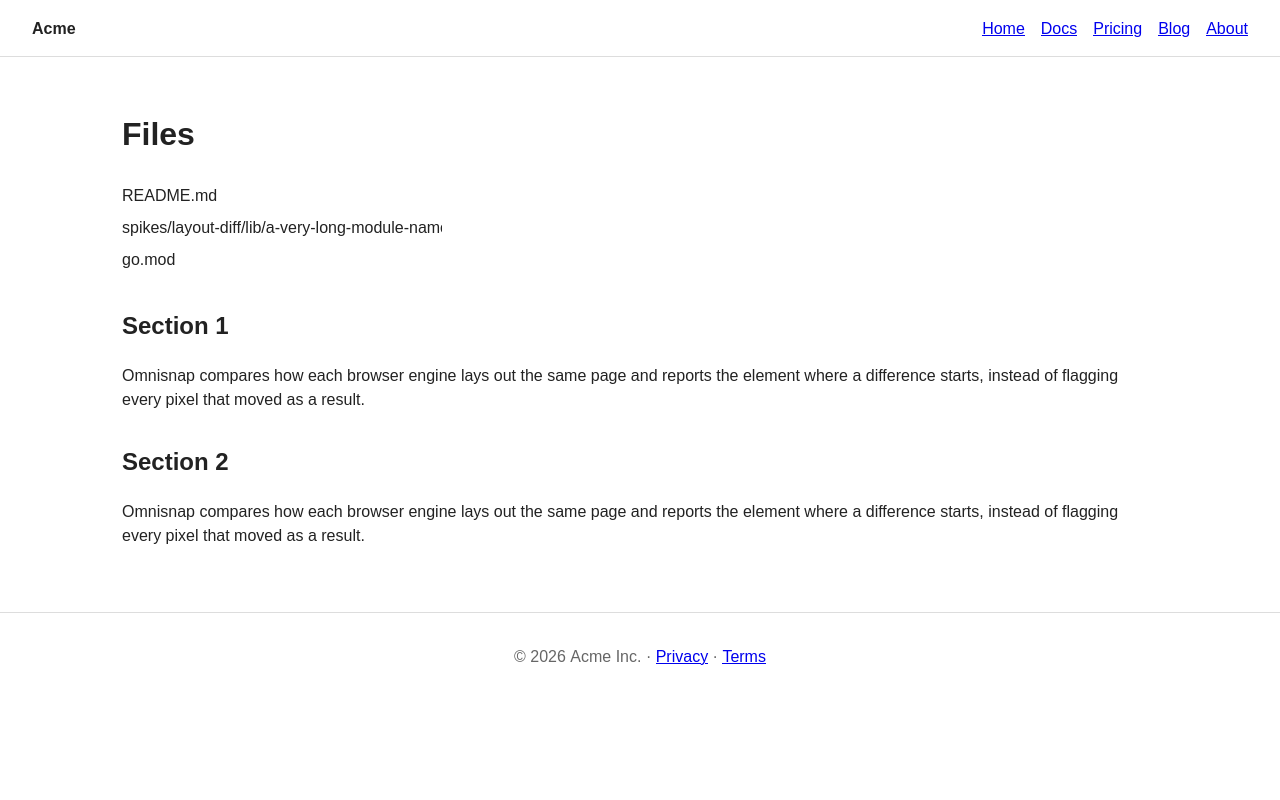 Acme
Home Docs Pricing Blog About
Files
README.md
spikes/layout-diff/lib/a-very-long-module-nam
go.mod
Section 1
Omnisnap compares how each browser engine lays out the same page and reports the element where a difference starts, instead of flagging
every pixel that moved as a result.
Section 2
Omnisnap compares how each browser engine lays out the same page and reports the element where a difference starts, instead of flagging
every pixel that moved as a result.
© 2026 Acme Inc. · Privacy · Terms